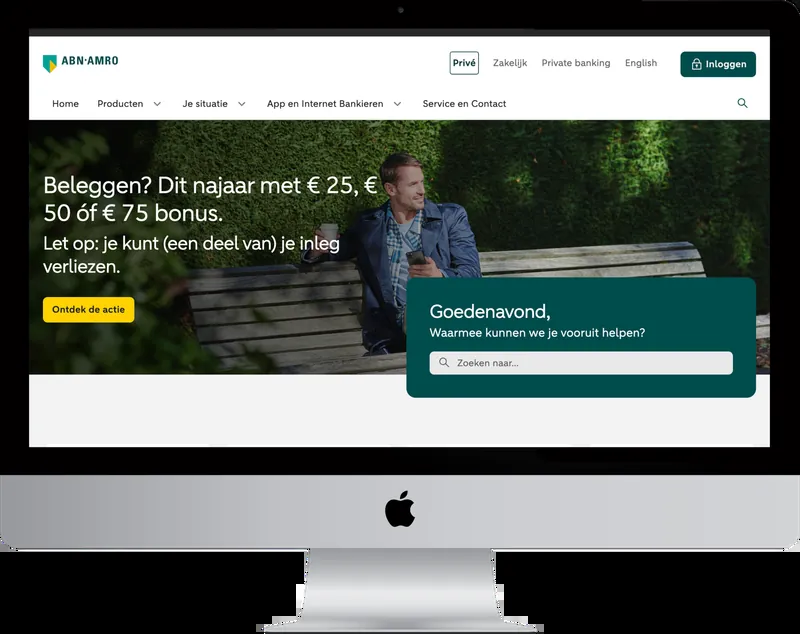 ABN·AMRO
Privé
Zakelijk
Private banking
English
Inloggen
Home
Producten
Je situatie
App en Internet Bankieren
Service en Contact
Beleggen? Dit najaar met € 25, €
50 óf € 75 bonus.
Let op: je kunt (een deel van) je inleg
verliezen.
Ontdek de actie
Goedenavond,
Waarmee kunnen we je vooruit helpen?
Zoeken naar...